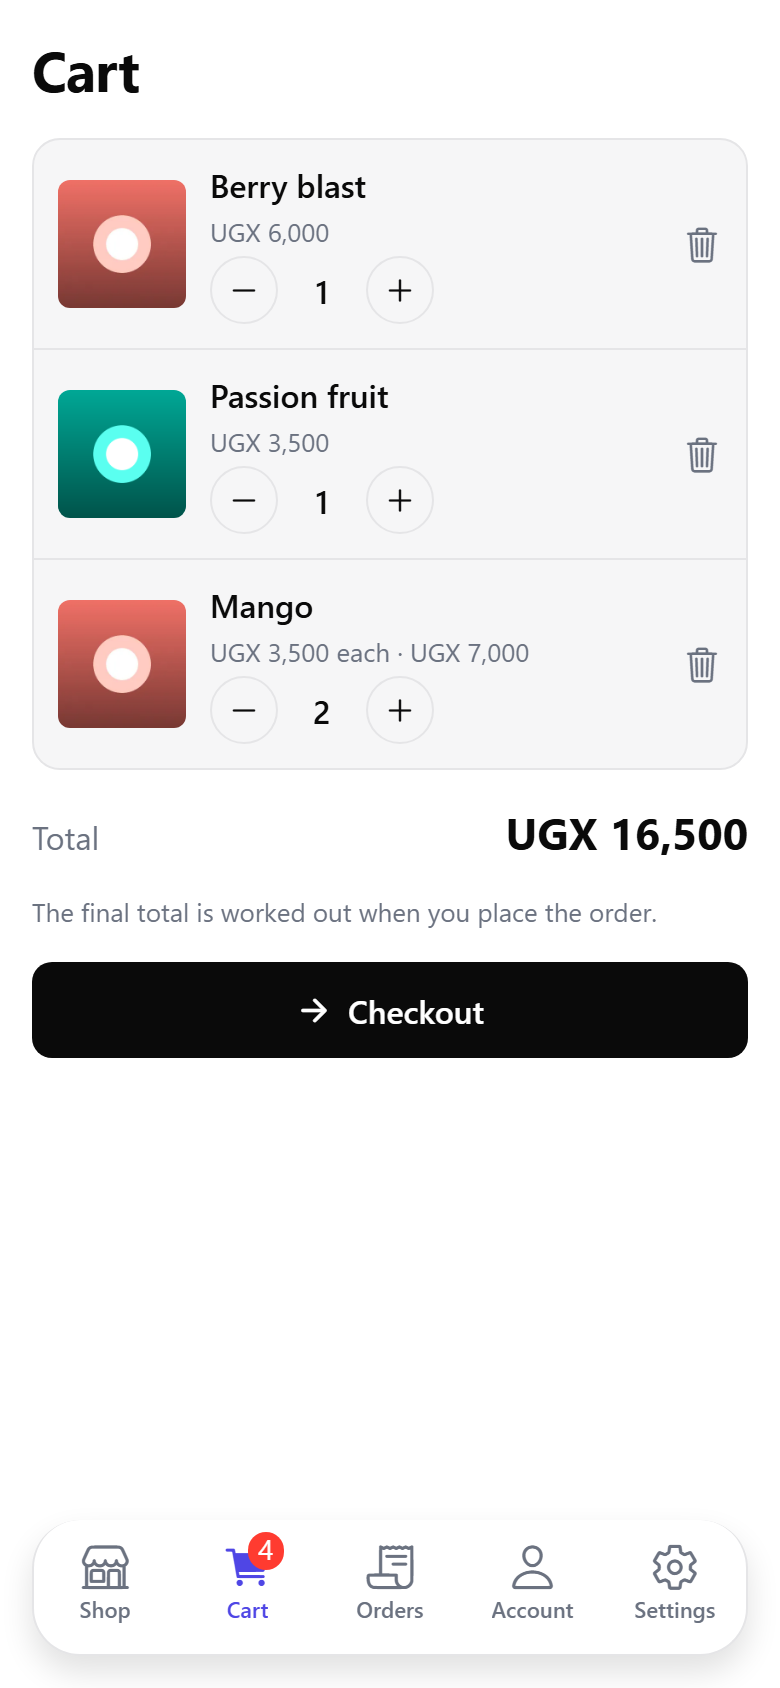 Cart
Berry blast
UGX 6,000
1
Passion fruit
UGX 3,500
1
Mango
UGX 3,500 each · UGX 7,000
2
Total UGX 16,500
The final total is worked out when you place the order.
Checkout
4
Shop Cart Orders Account Settings